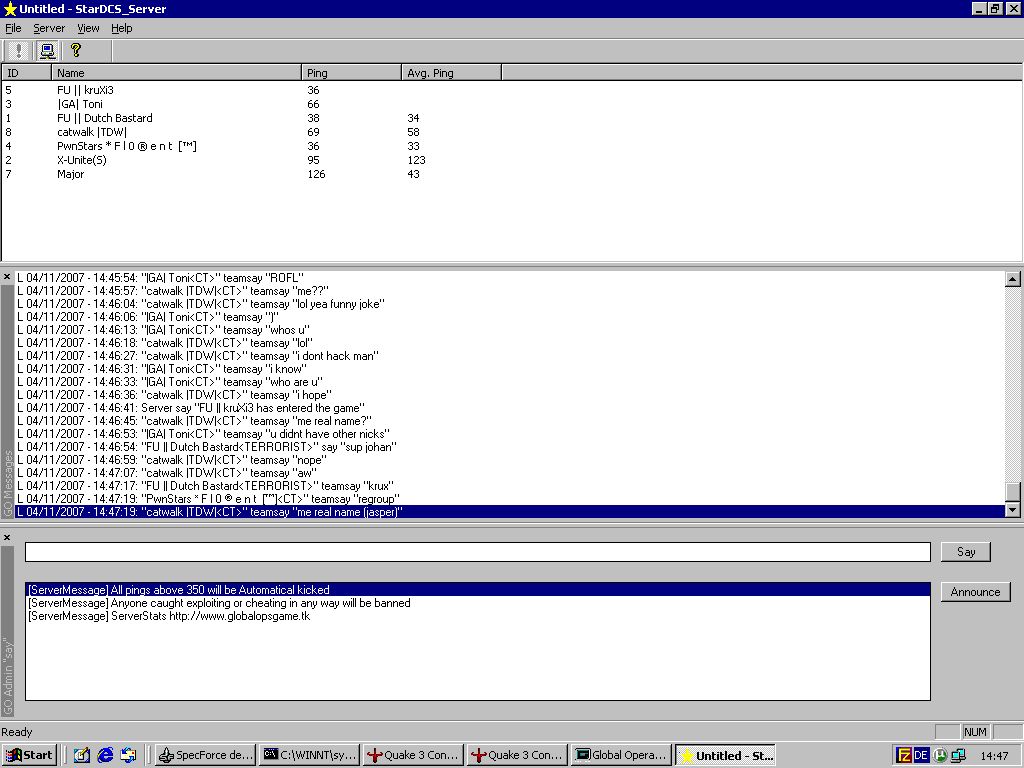 Untitled - StarDCS_Server
File Server View Help
ID Name Ping Avg. Ping
5 FU || kruXi3 36
3 |GA| Toni 66
1 FU || Dutch Bastard 38 34
8 catwalk |TDW| 69 58
4 PwnStars * F l 0 ® e n t [™] 36 33
2 X-Unite(S) 95 123
7 Major 126 43
L 04/11/2007 - 14:45:54: "|GA| Toni<CT>" teamsay "ROFL"
L 04/11/2007 - 14:45:57: "catwalk |TDW|<CT>" teamsay "me??"
L 04/11/2007 - 14:46:04: "catwalk |TDW|<CT>" teamsay "lol yea funny joke"
L 04/11/2007 - 14:46:06: "|GA| Toni<CT>" teamsay ")"
L 04/11/2007 - 14:46:13: "|GA| Toni<CT>" teamsay "whos u"
L 04/11/2007 - 14:46:18: "catwalk |TDW|<CT>" teamsay "lol"
L 04/11/2007 - 14:46:27: "catwalk |TDW|<CT>" teamsay "i dont hack man"
L 04/11/2007 - 14:46:31: "|GA| Toni<CT>" teamsay "i know"
L 04/11/2007 - 14:46:33: "|GA| Toni<CT>" teamsay "who are u"
L 04/11/2007 - 14:46:36: "catwalk |TDW|<CT>" teamsay "i hope"
L 04/11/2007 - 14:46:41: Server say "FU || kruXi3 has entered the game"
L 04/11/2007 - 14:46:45: "catwalk |TDW|<CT>" teamsay "me real name?"
L 04/11/2007 - 14:46:53: "|GA| Toni<CT>" teamsay "u didnt have other nicks"
L 04/11/2007 - 14:46:54: "FU || Dutch Bastard<TERRORIST>" say "sup johan"
L 04/11/2007 - 14:46:59: "catwalk |TDW|<CT>" teamsay "nope"
L 04/11/2007 - 14:47:07: "catwalk |TDW|<CT>" teamsay "aw"
L 04/11/2007 - 14:47:17: "FU || Dutch Bastard<TERRORIST>" teamsay "krux"
L 04/11/2007 - 14:47:19: "PwnStars * F l 0 ® e n t [™]<CT>" teamsay "regroup"
L 04/11/2007 - 14:47:19: "catwalk |TDW|<CT>" teamsay "me real name (jasper)"
GO Messages
Say
[ServerMessage] All pings above 350 will be Automatical kicked
Announce
[ServerMessage] Anyone caught exploiting or cheating in any way will be banned
[ServerMessage] ServerStats http://www.globalopsgame.tk
GO Admin "say"
Ready
NUM
Start SpecForce de... C:\WINNT\sy... Quake 3 Con... Quake 3 Con... Global Opera... Untitled - St... DE 14:47